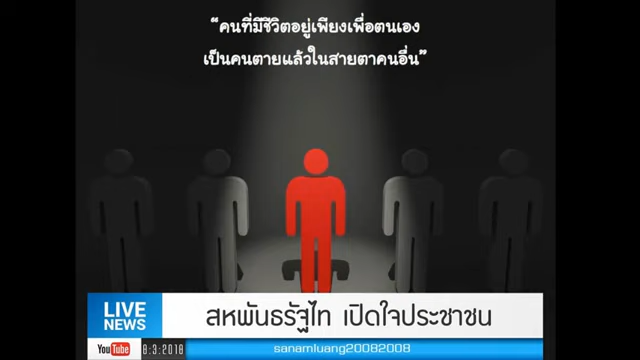 “คนที่มีชีวิตอยู่เพียงเพื่อตนเอง
เป็นคนตายแล้วในสายตาคนอื่น”
LIVE
NEWS
สหพันธรัฐไท เปิดใจประชาชน
YouTube 8:3:2018
sanamluang20082008